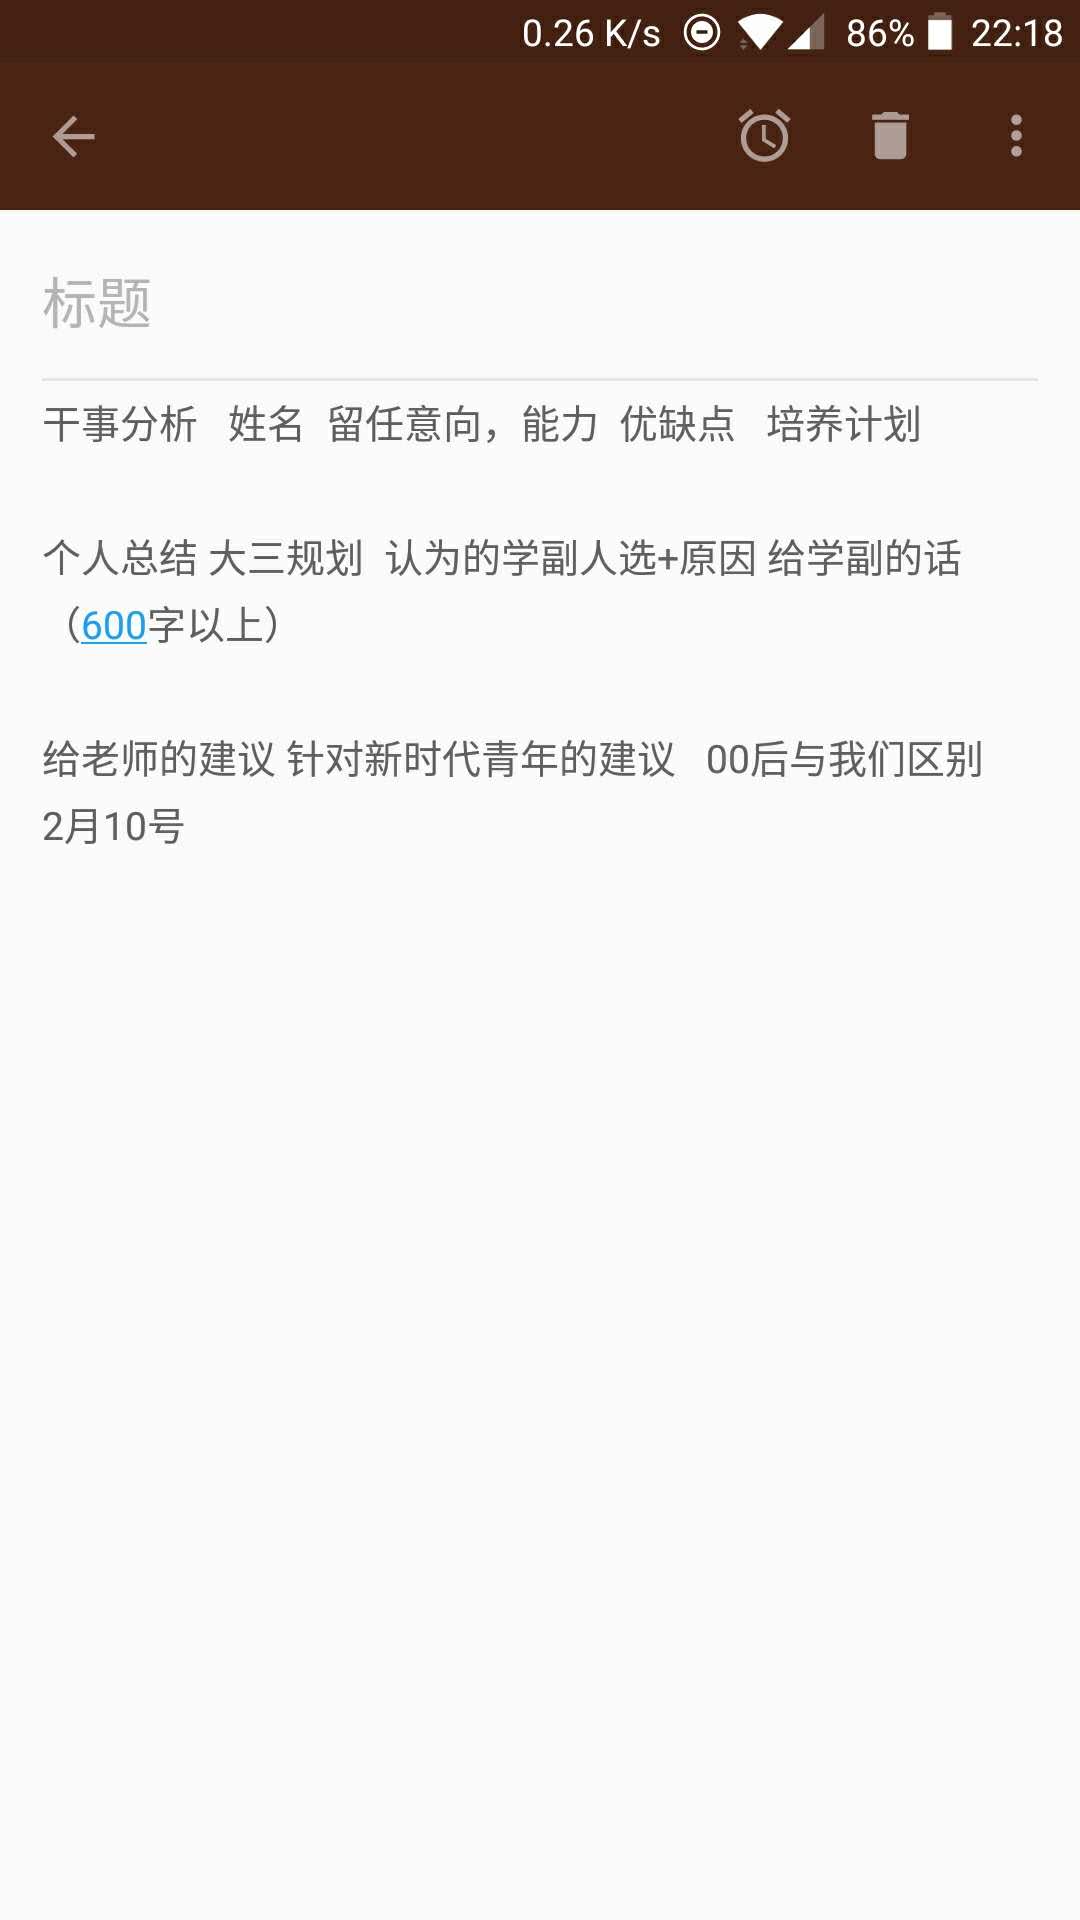 0.26 K/s 86% 22:18
标题
干事分析 姓名 留任意向，能力 优缺点 培养计划
个人总结 大三规划 认为的学副人选+原因 给学副的话
（600字以上）
给老师的建议 针对新时代青年的建议 00后与我们区别
2月10号